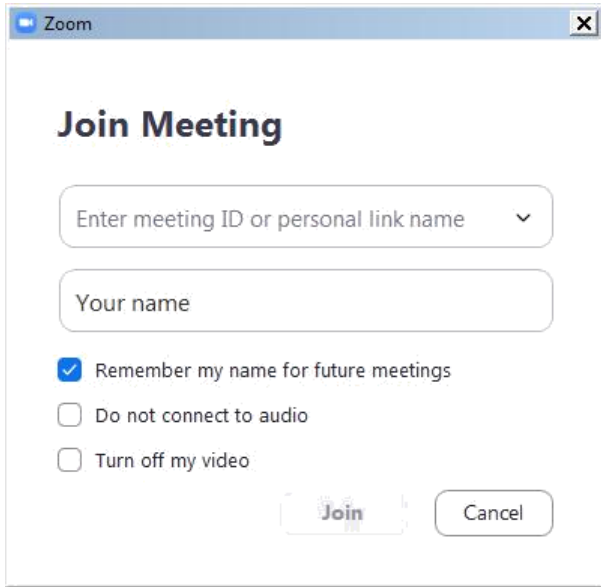 Zoom
Join Meeting
Enter meeting ID or personal link name
Your name
Remember my name for future meetings
Do not connect to audio
Turn off my video
Join Cancel